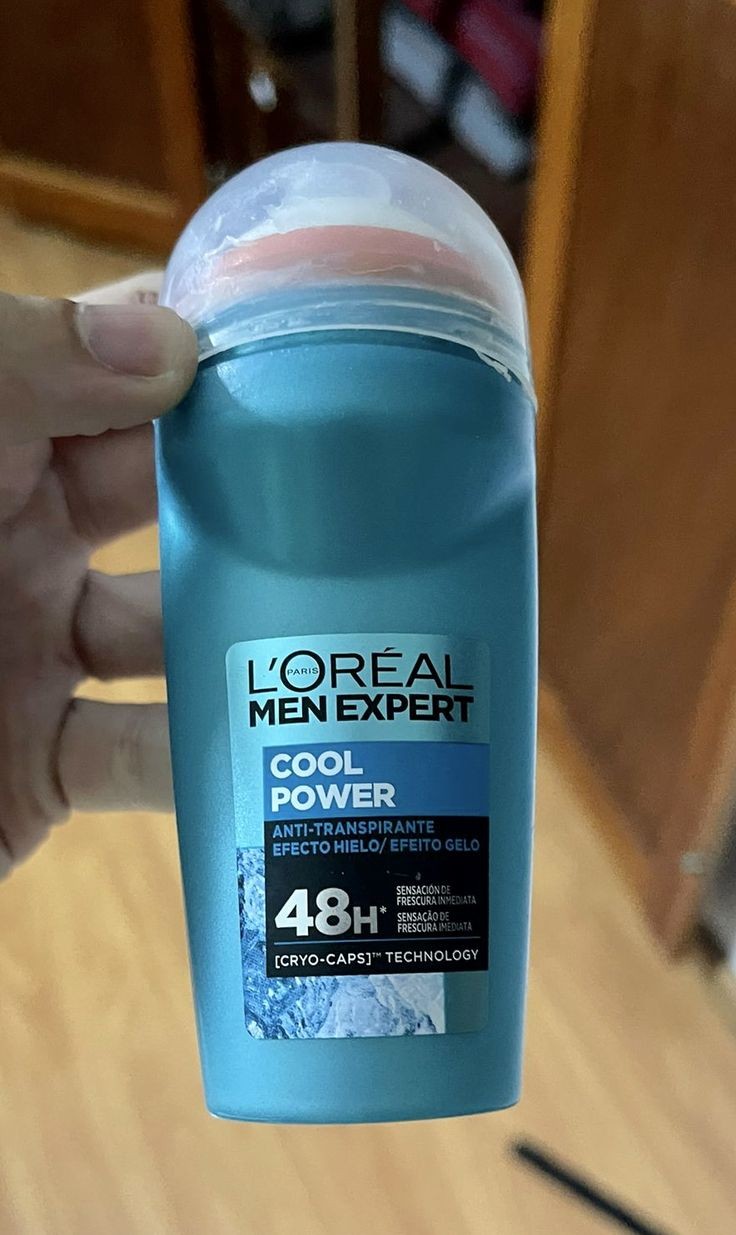 L'ORÉAL
PARIS
MEN EXPERT
COOL
POWER
ANTI-TRANSPIRANTE
EFECTO HIELO/ EFEITO GELO
48H*
SENSACIÓN DE
FRESCURA INMEDIATA
SENSAÇÃO DE
FRESCURA IMEDIATA
[CRYO-CAPS]™ TECHNOLOGY